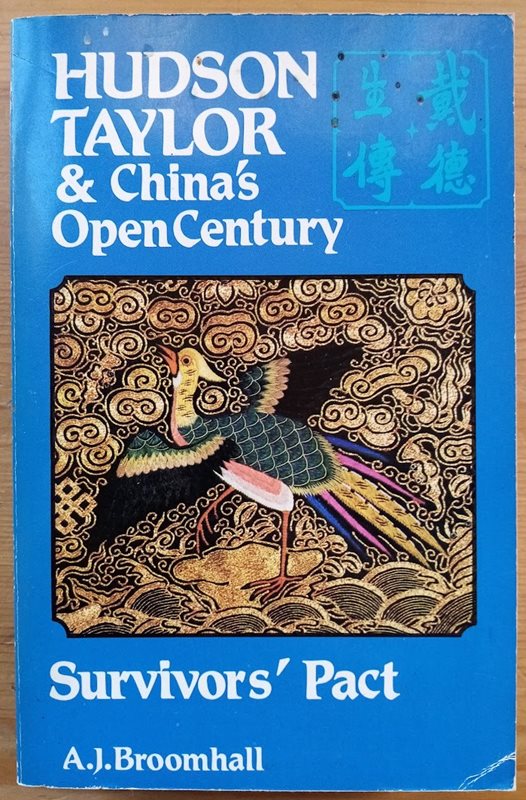 HUDSON
TAYLOR
& China's
Open Century
戴德
生傳
Survivors' Pact
A.J.Broomhall